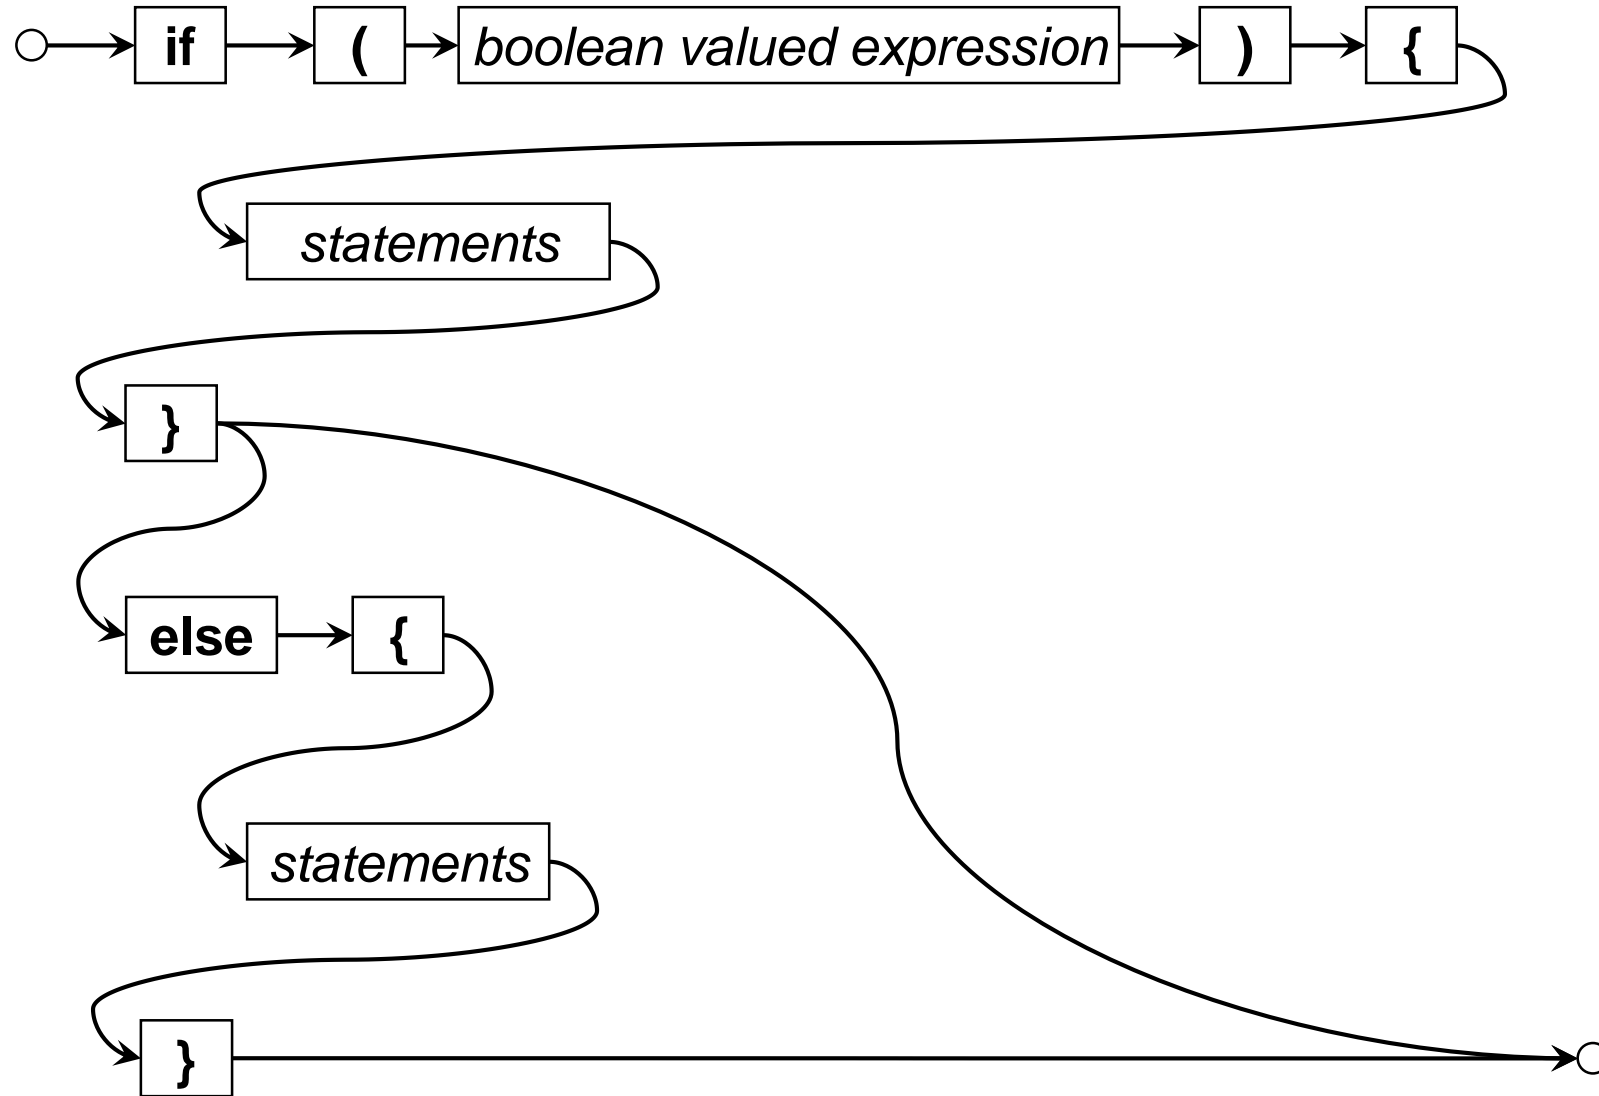 if ( boolean valued expression ) {
statements
}
else {
statements
}